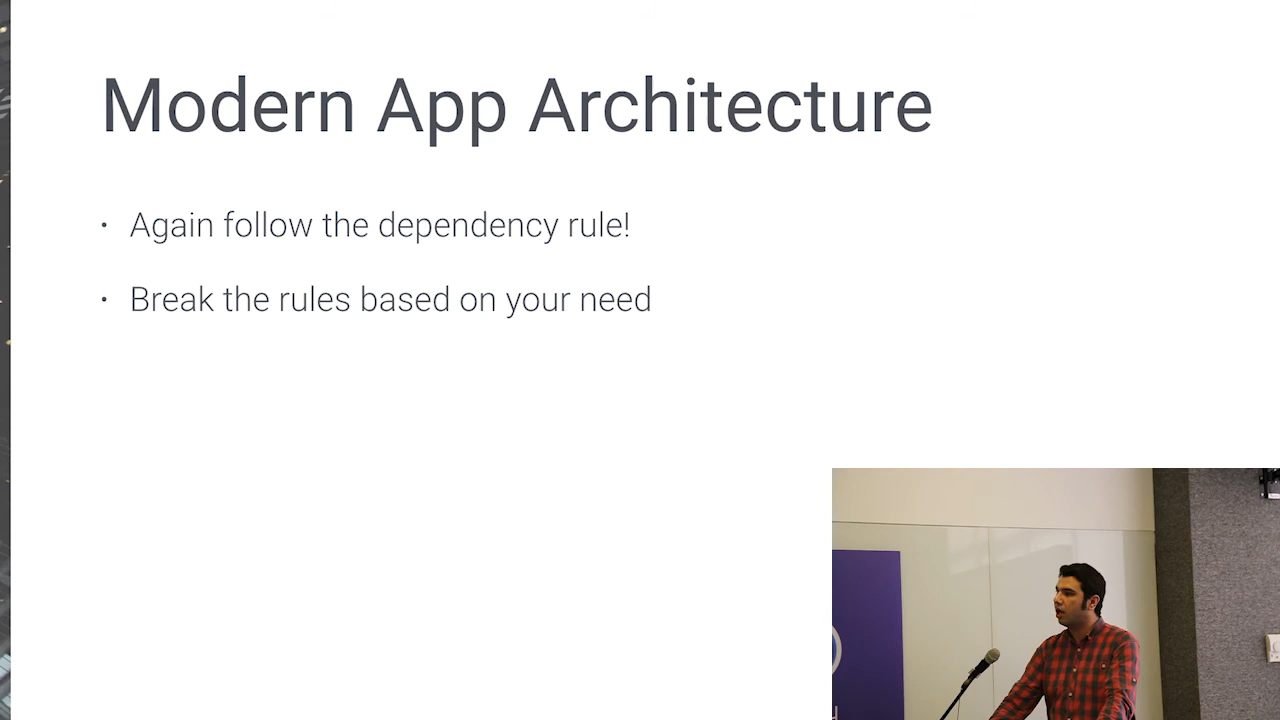 Modern App Architecture
• Again follow the dependency rule!
• Break the rules based on your need